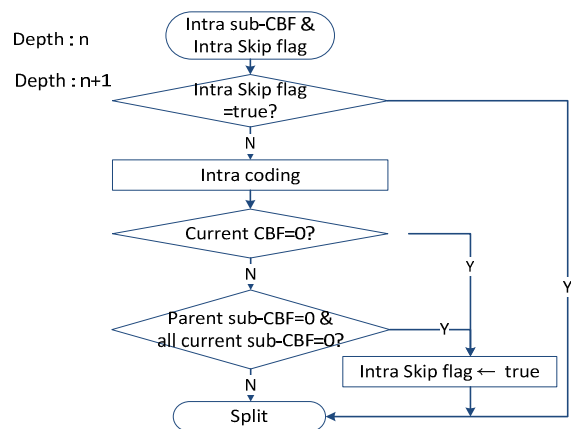 Depth : n
Intra sub-CBF &
Intra Skip flag
Depth : n+1
Intra Skip flag
=true?
N
Intra coding
Current CBF=0?
Y
N
Y
Parent sub-CBF=0 &
all current sub-CBF=0?
Y
Intra Skip flag ← true
N
Split